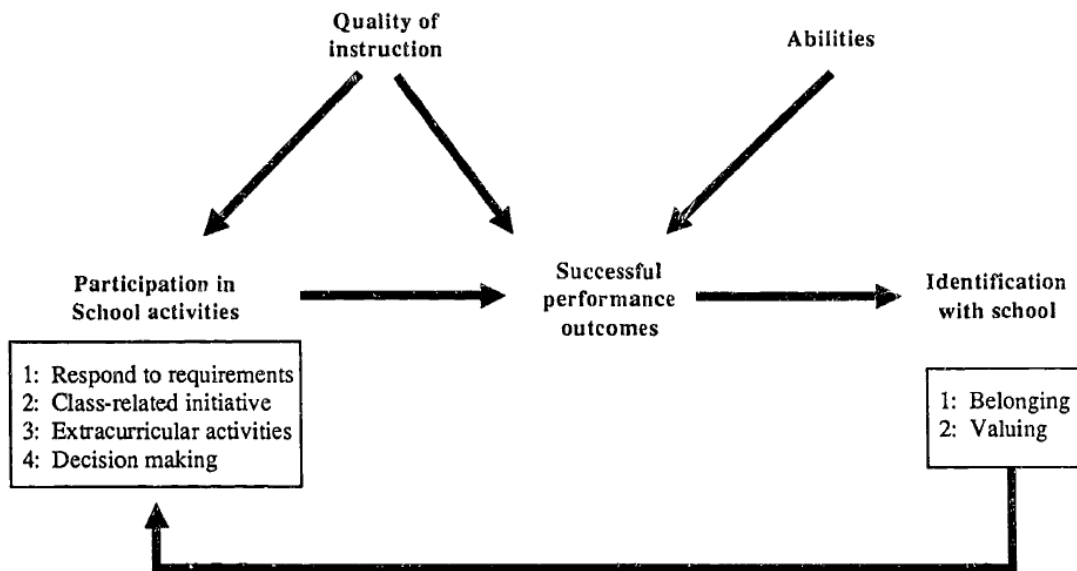 Quality of
instruction
Abilities
Participation in
School activities
Successful
performance
outcomes
Identification
with school
1: Respond to requirements
2: Class-related initiative
3: Extracurricular activities
4: Decision making
1: Belonging
2: Valuing